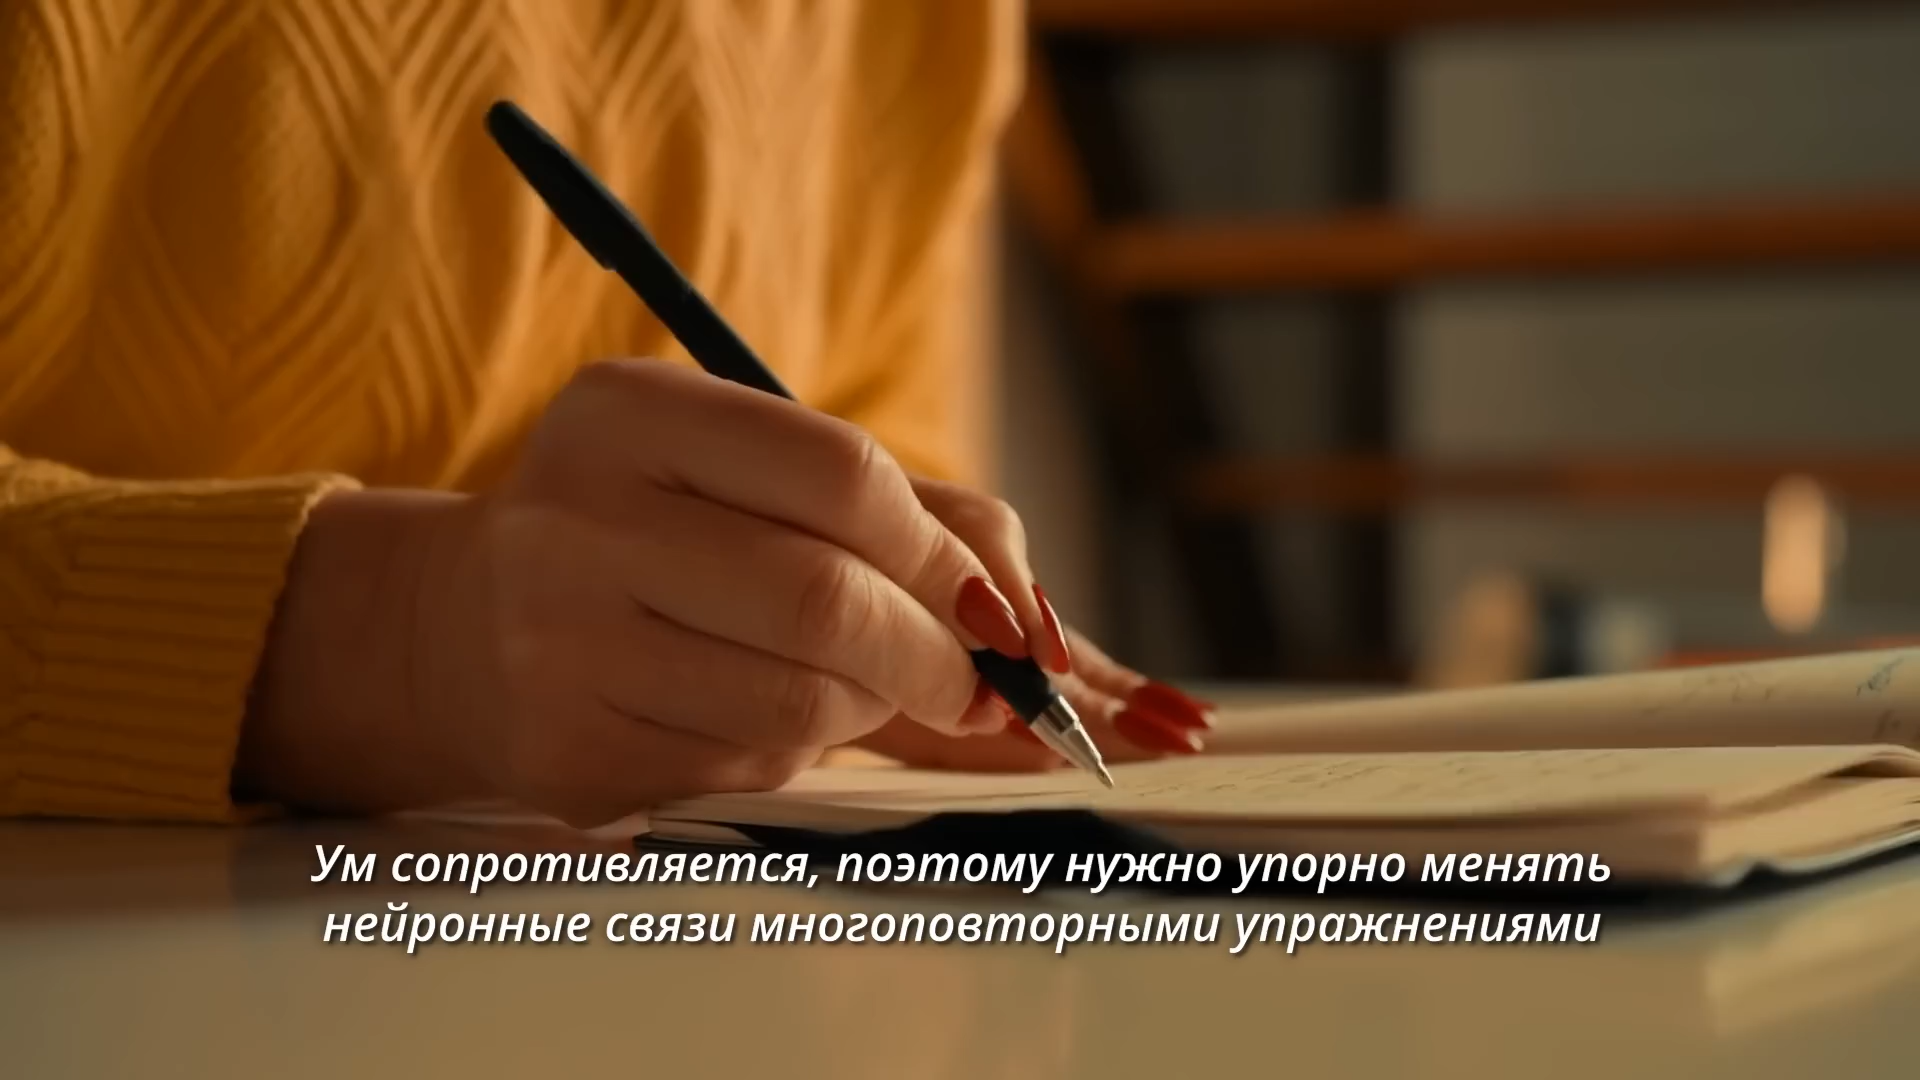 Ум сопротивляется, поэтому нужно упорно менять
нейронные связи многоповторными упражнениями